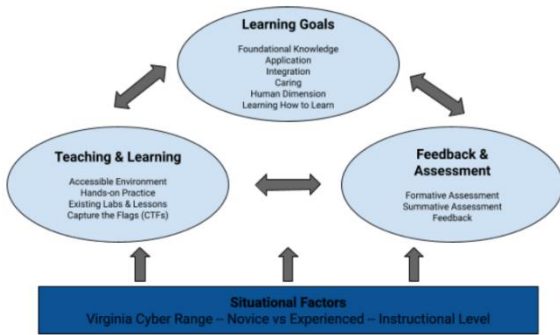 Learning Goals
Foundational Knowledge
Application
Integration
Caring
Human Dimension
Learning How to Learn
Teaching & Learning
Accessible Environment
Hands-on Practice
Existing Labs & Lessons
Capture the Flags (CTFs)
Feedback &
Assessment
Formative Assessment
Summative Assessment
Feedback
Situational Factors
Virginia Cyber Range -- Novice vs Experienced -- Instructional Level